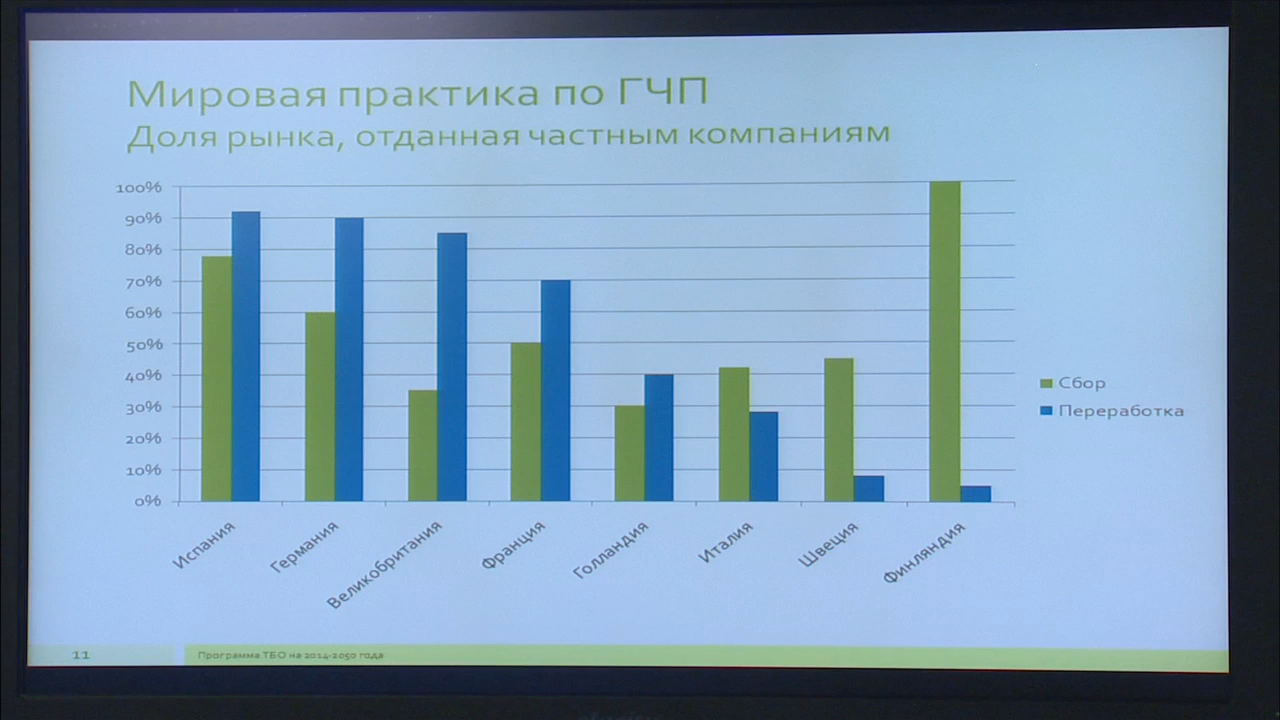 Мировая практика по ГЧП
Доля рынка, отданная частным компаниям
100%
90%
80%
70%
60%
50%
40%
30%
20%
10%
0%
Испания
Германия
Великобритания
Франция
Голландия
Италия
Швеция
Финляндия
Сбор
Переработка
11
Программа ТБО на 2014-2050 года